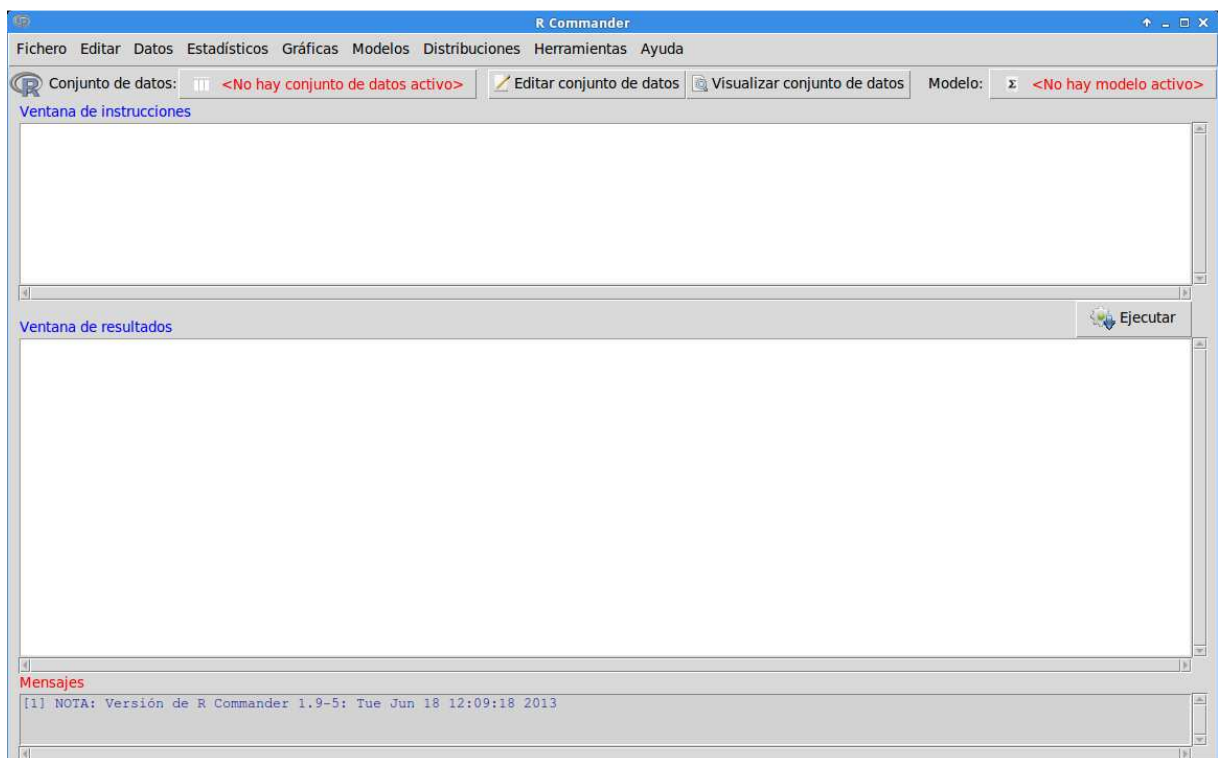 R Commander
Fichero Editar Datos Estadísticos Gráficas Modelos Distribuciones Herramientas Ayuda
R Conjunto de datos: <No hay conjunto de datos activo> Editar conjunto de datos Visualizar conjunto de datos Modelo: Σ <No hay modelo activo>
Ventana de instrucciones
Ejecutar
Ventana de resultados
Mensajes
[1] NOTA: Versión de R Commander 1.9-5: Tue Jun 18 12:09:18 2013